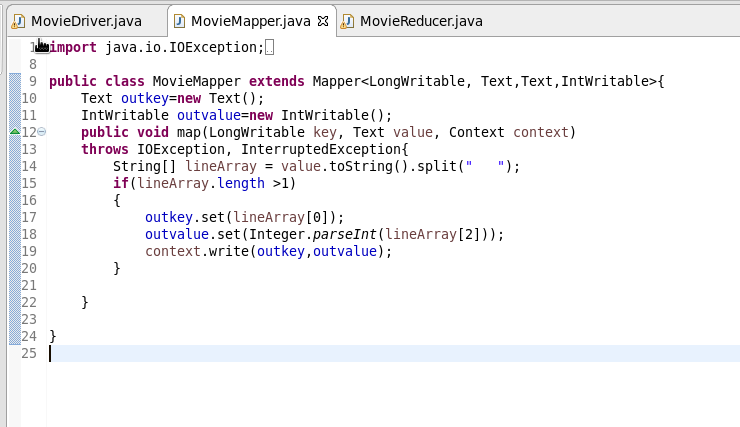 MovieDriver.java MovieMapper.java MovieReducer.java
1 import java.io.IOException;
8
9 public class MovieMapper extends Mapper<LongWritable, Text,Text,IntWritable>{
10     Text outkey=new Text();
11     IntWritable outvalue=new IntWritable();
12     public void map(LongWritable key, Text value, Context context)
13     throws IOException, InterruptedException{
14         String[] lineArray = value.toString().split("   ");
15         if(lineArray.length >1)
16         {
17             outkey.set(lineArray[0]);
18             outvalue.set(Integer.parseInt(lineArray[2]));
19             context.write(outkey,outvalue);
20         }
21
22     }
23
24 }
25